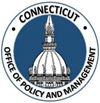 CONNECTICUT
OFFICE OF POLICY AND MANAGEMENT